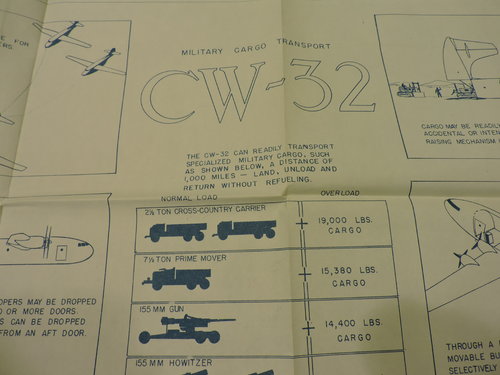 E FOR
MILITARY CARGO TRANSPORT
CW-32
THE CW-32 CAN READILY TRANSPORT
SPECIALIZED MILITARY CARGO, SUCH
AS SHOWN BELOW, A DISTANCE OF
1,000 MILES — LAND, UNLOAD AND
RETURN WITHOUT REFUELING.
CARGO MAY BE READILY
ACCIDENTAL OR INTEN
RAISING MECHANISM
NORMAL LOAD
OVERLOAD
2½ TON CROSS-COUNTRY CARRIER
+ 19,000 LBS.
CARGO
7½ TON PRIME MOVER
+ 15,380 LBS.
CARGO
155 MM GUN
+ 14,400 LBS.
CARGO
155 MM HOWITZER
OPERS MAY BE DROPPED
O OR MORE DOORS.
S CAN BE DROPPED
FROM AN AFT DOOR.
THROUGH A
MOVABLE BU
SELECTIVELY